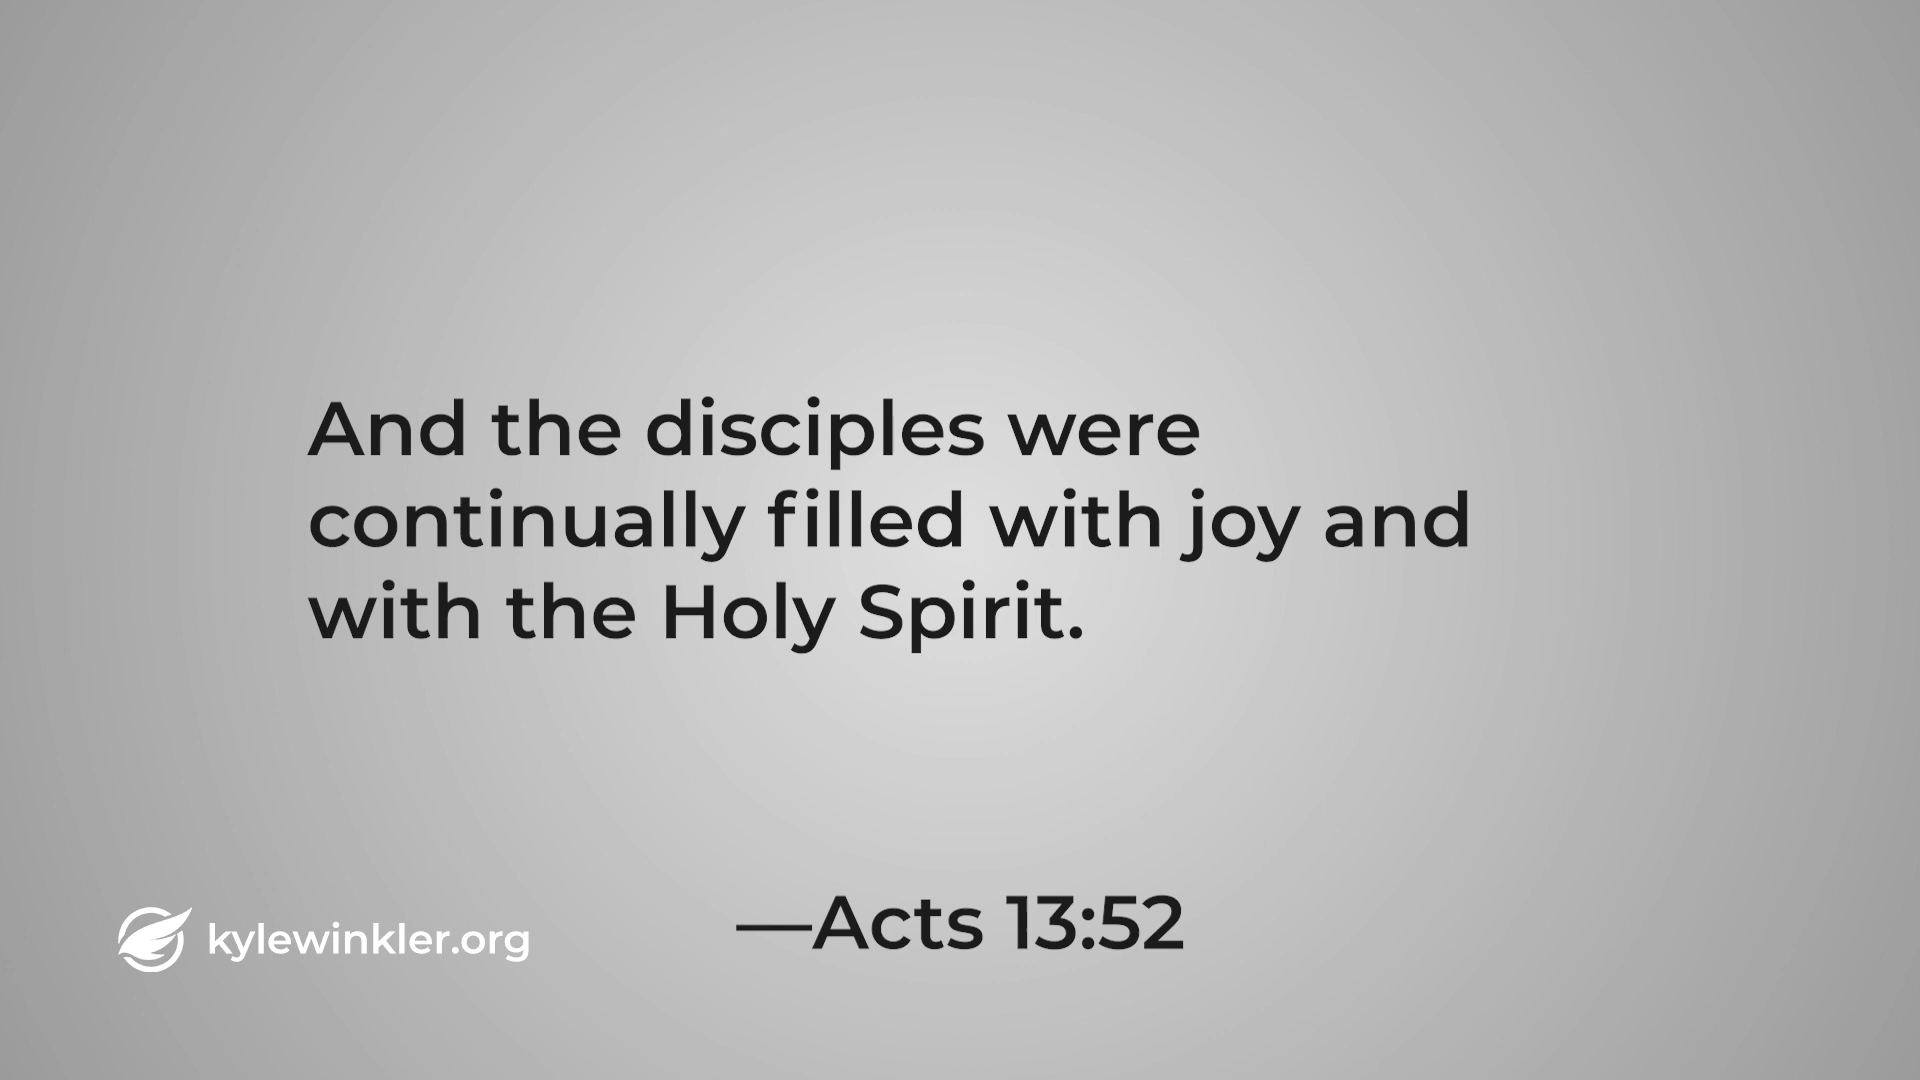 And the disciples were
continually filled with joy and
with the Holy Spirit.
—Acts 13:52
kylewinkler.org